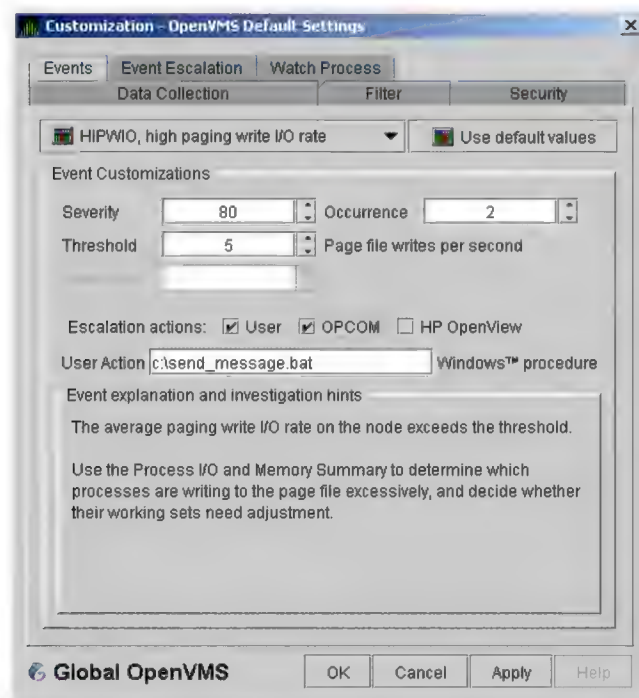 Customization - OpenVMS Default Settings
Events Event Escalation Watch Process
Data Collection Filter Security
HIPWIO, high paging write I/O rate Use default values
Event Customizations
Severity 80 Occurrence 2
Threshold 5 Page file writes per second
Escalation actions: User OPCOM HP OpenView
User Action c:\send_message.bat Windows™ procedure
Event explanation and investigation hints
The average paging write I/O rate on the node exceeds the threshold.
Use the Process I/O and Memory Summary to determine which
processes are writing to the page file excessively, and decide whether
their working sets need adjustment.
Global OpenVMS OK Cancel Apply Help